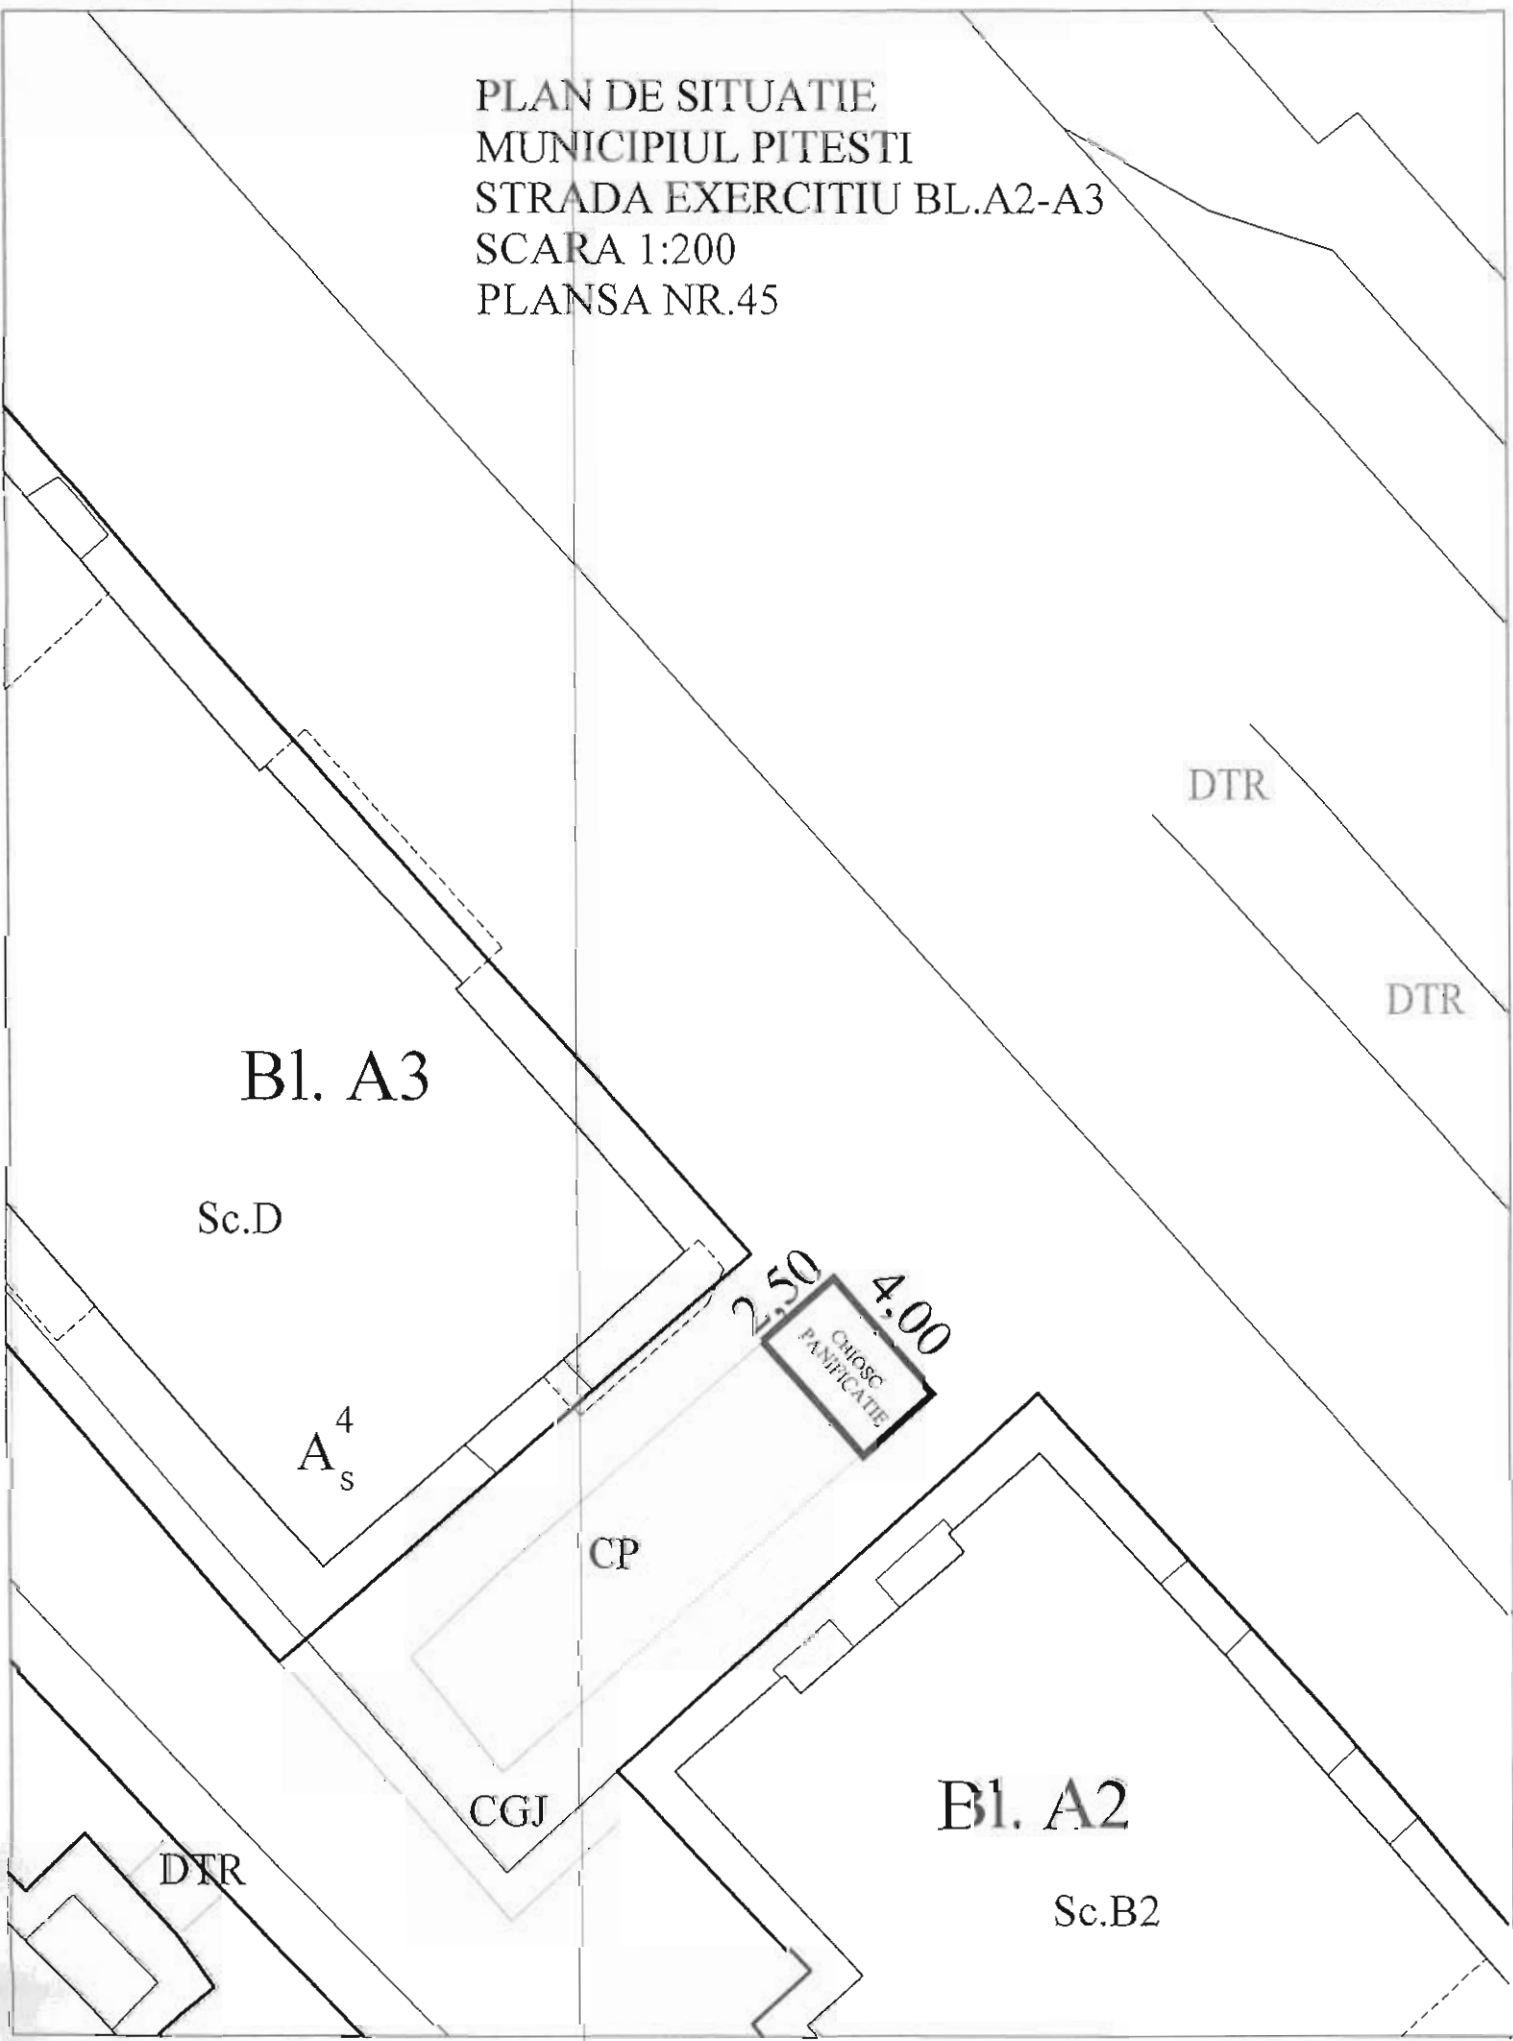 PLAN DE SITUATIE
MUNICIPIUL PITESTI
STRADA EXERCITIU BL.A2-A3
SCARA 1:200
PLANSA NR.45
DTR
DTR
Bl. A3
Sc.D
2,50
4,00
CHIOSC
PANIFICATIE
A 4 s
CP
CGJ
Bl. A2
DTR
Sc.B2